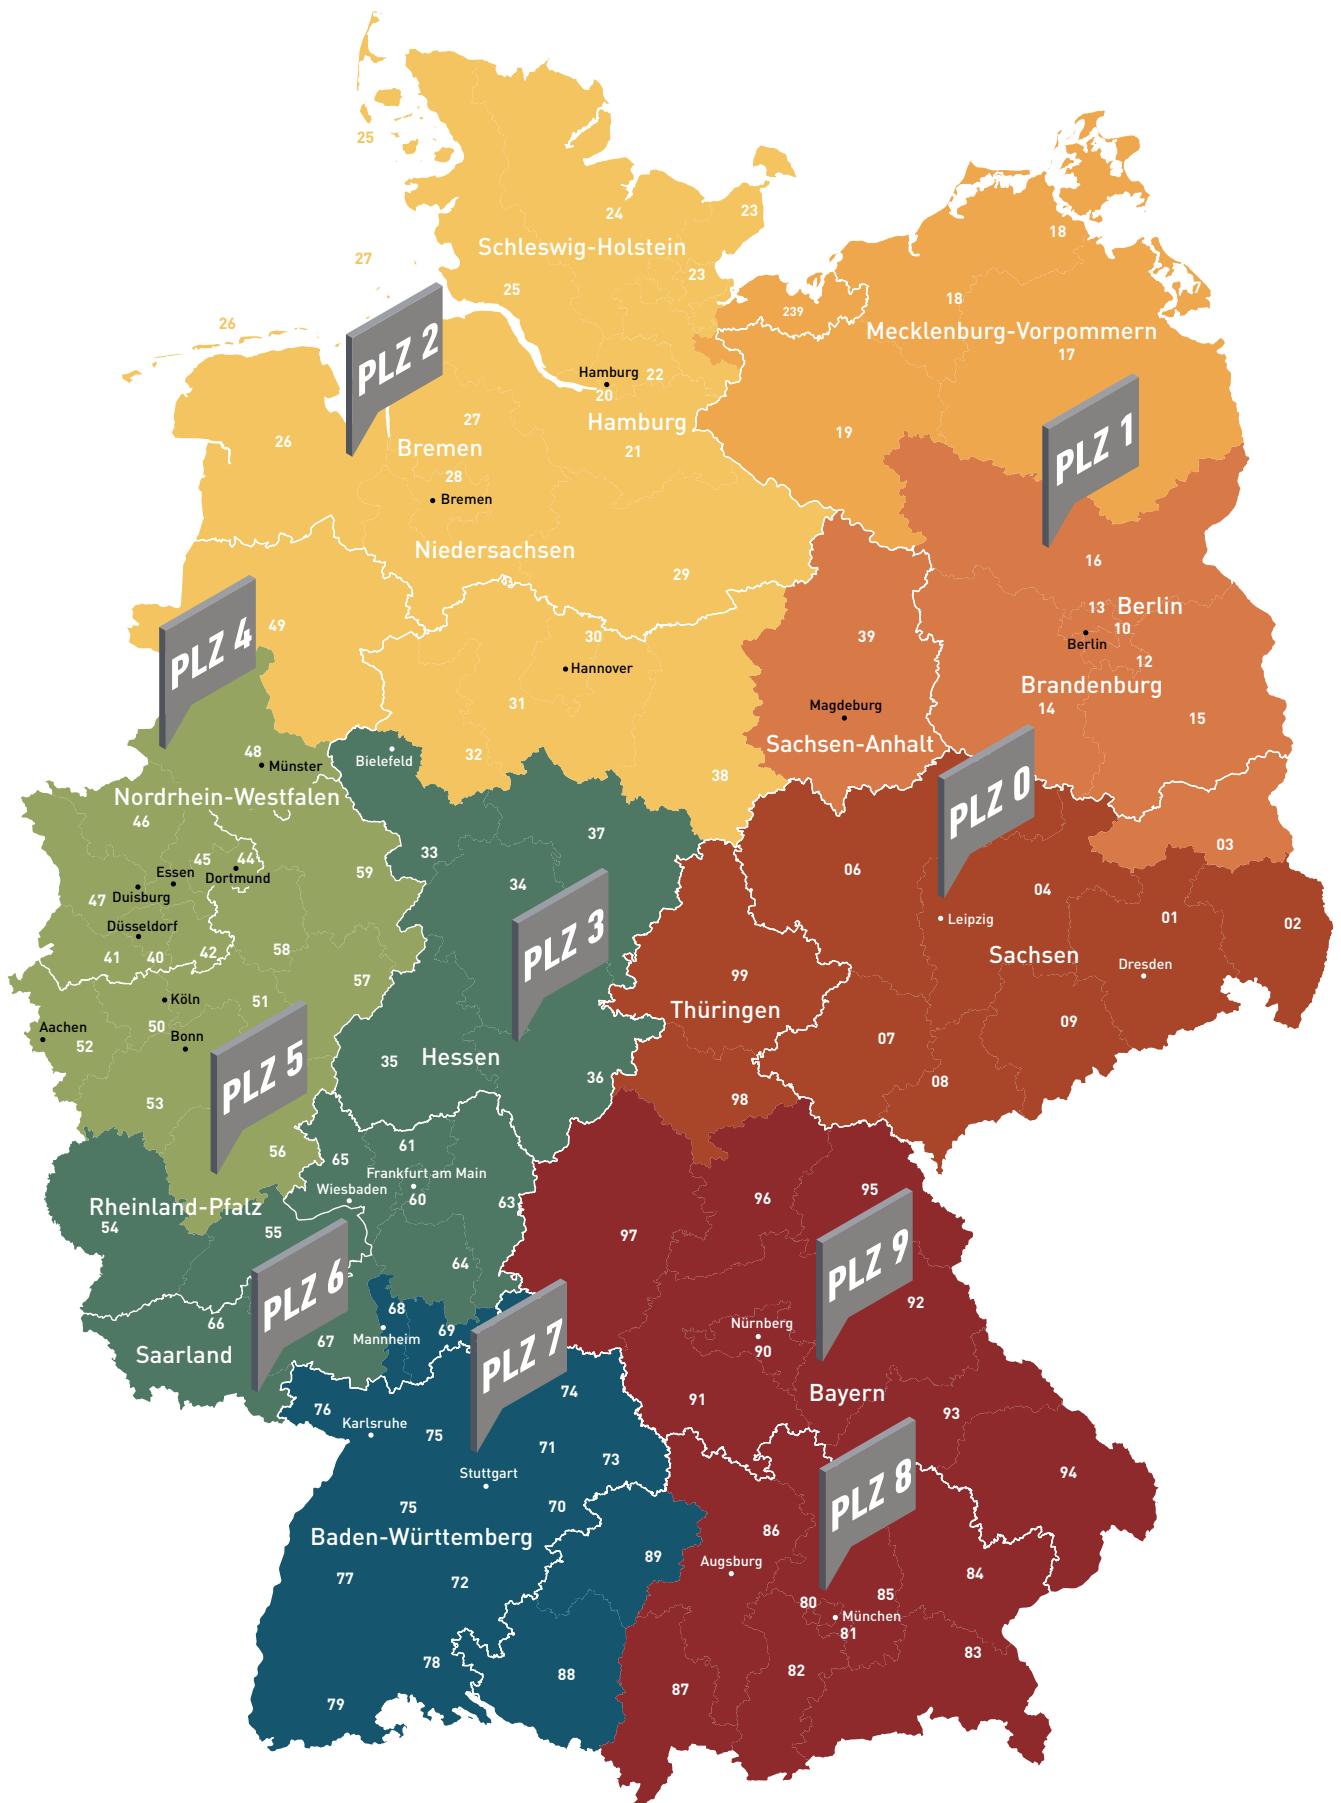 25
24
23
Schleswig-Holstein
18
27
23
25
18
239
26
PLZ 2
Mecklenburg-Vorpommern
17
Hamburg
22
20
27
Hamburg
19
PLZ 1
26
Bremen
21
28
Bremen
Niedersachsen
29
16
13
Berlin
10
49
30
39
Berlin
PLZ 4
Hannover
12
Brandenburg
31
Magdeburg
14
15
48
Sachsen-Anhalt
Bielefeld
32
Münster
38
PLZ 0
Nordrhein-Westfalen
46
37
33
03
45
44
Essen
Dortmund
59
34
06
04
47
Duisburg
01
Leipzig
02
Düsseldorf
PLZ 3
58
42
41
40
Sachsen
Dresden
57
99
Köln
51
Thüringen
50
Aachen
Bonn
09
52
07
Hessen
35
36
PLZ 5
08
53
98
61
56
65
Frankfurt am Main
Wiesbaden
95
96
60
63
Rheinland-Pfalz
54
55
97
PLZ 9
64
PLZ 6
92
68
66
Nürnberg
69
67
Mannheim
90
Saarland
PLZ 7
74
Bayern
91
76
93
Karlsruhe
75
71
73
Stuttgart
94
PLZ 8
75
70
86
Baden-Württemberg
89
Augsburg
84
77
72
85
80
München
81
83
78
88
82
87
79